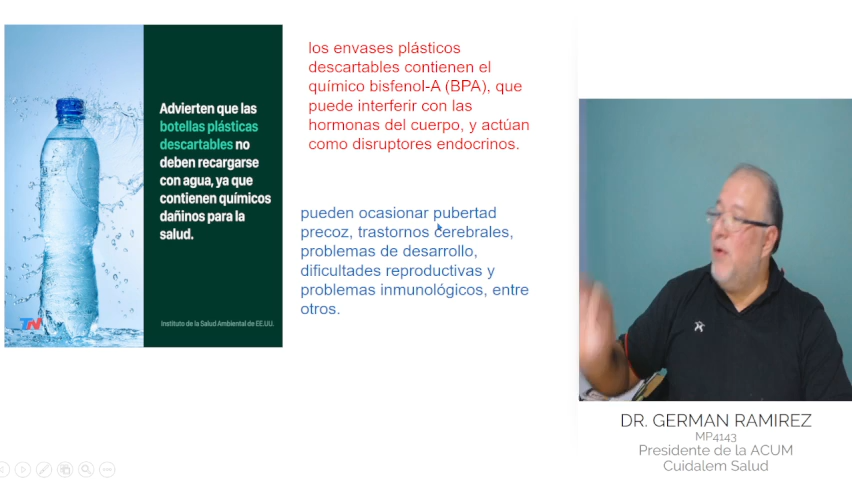 Advierten que las
botellas plásticas
descartables no
deben recargarse
con agua, ya que
contienen químicos
dañinos para la
salud.
TN
Instituto de la Salud Ambiental de EE.UU.
los envases plásticos
descartables contienen el
químico bisfenol-A (BPA), que
puede interferir con las
hormonas del cuerpo, y actúan
como disruptores endocrinos.
pueden ocasionar pubertad
precoz, trastornos cerebrales,
problemas de desarrollo,
dificultades reproductivas y
problemas inmunológicos, entre
otros.
DR. GERMAN RAMIREZ
MP4143
Presidente de la ACUM
Cuidalem Salud